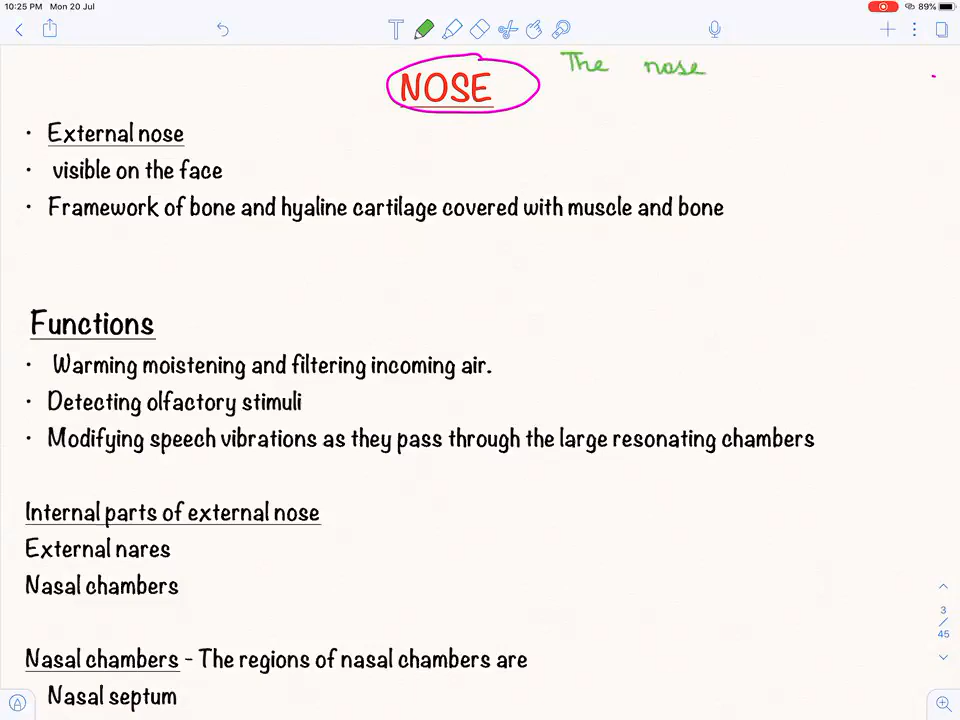 10:25 PM Mon 20 Jul
89%
NOSE
The nose
· External nose
· visible on the face
· Framework of bone and hyaline cartilage covered with muscle and bone
Functions
· Warming moistening and filtering incoming air.
· Detecting olfactory stimuli
· Modifying speech vibrations as they pass through the large resonating chambers
Internal parts of external nose
External nares
Nasal chambers
3
/
45
Nasal chambers - The regions of nasal chambers are
Nasal septum